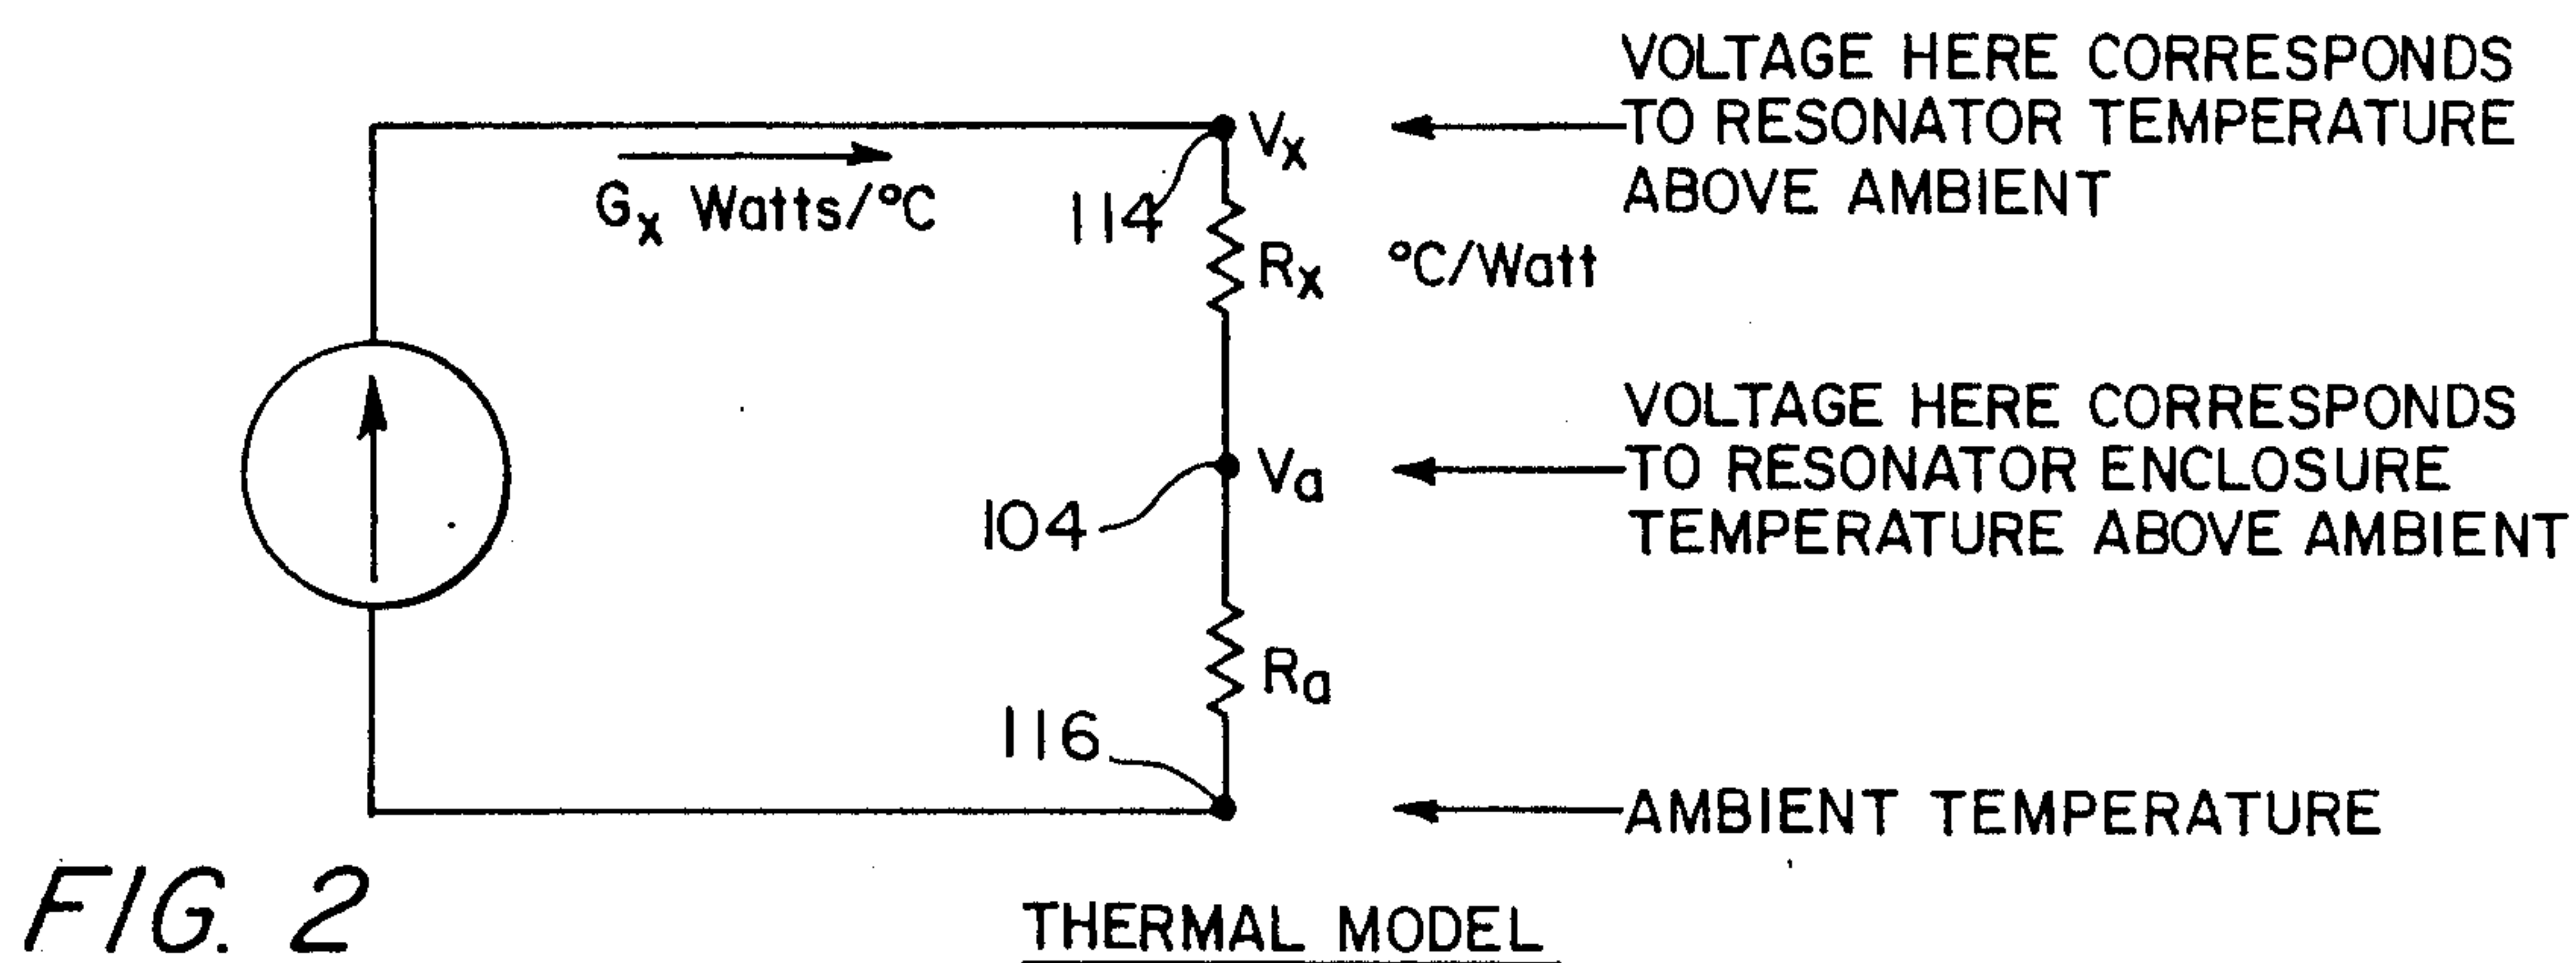 VOLTAGE HERE CORRESPONDS
TO RESONATOR TEMPERATURE
ABOVE AMBIENT
Vx
Gx Watts/°C
114
Rx °C/Watt
VOLTAGE HERE CORRESPONDS
TO RESONATOR ENCLOSURE
TEMPERATURE ABOVE AMBIENT
Va
104
Ra
116
AMBIENT TEMPERATURE
FIG. 2
THERMAL MODEL